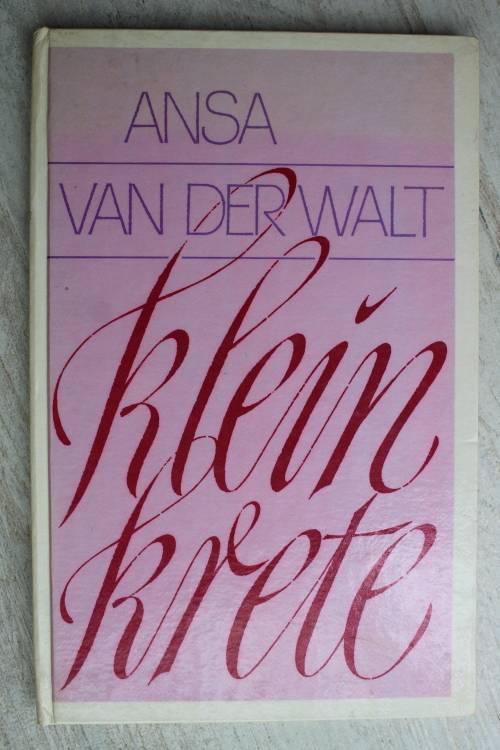 ANSA
VAN DER WALT
klein
krete